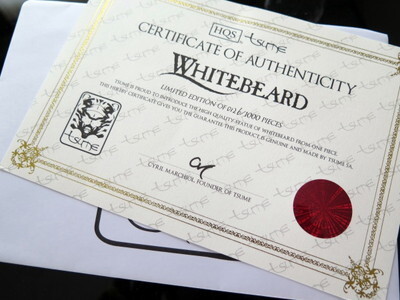 HQS tsume
CERTIFICATE OF AUTHENTICITY
WHITEBEARD
LIMITED EDITION OF 0126/3000 PIECES
TSUME IS PROUD TO INTRODUCE THE HIGH QUALITY STATUE OF WHITEBEARD FROM ONE PIECE
THIS CERTIFICATE GIVES YOU THE GUARANTEE THIS PRODUCT IS GENUINE AND MADE BY TSUME SA.
tsume
CYRIL MARCHIOL, FOUNDER OF TSUME